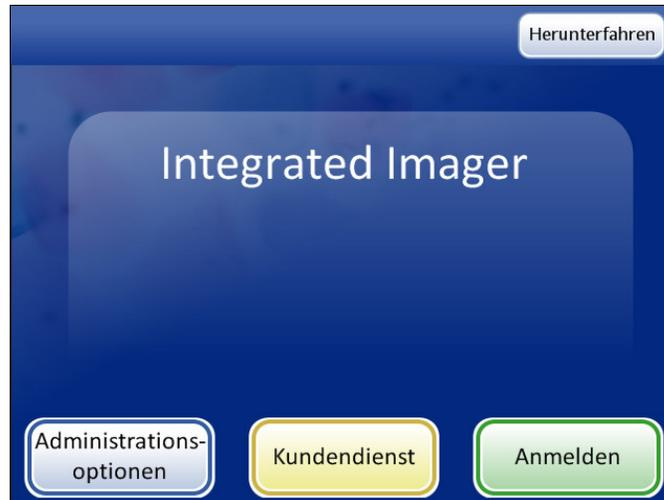 Herunterfahren
Integrated Imager
Administrations-
optionen
Kundendienst
Anmelden